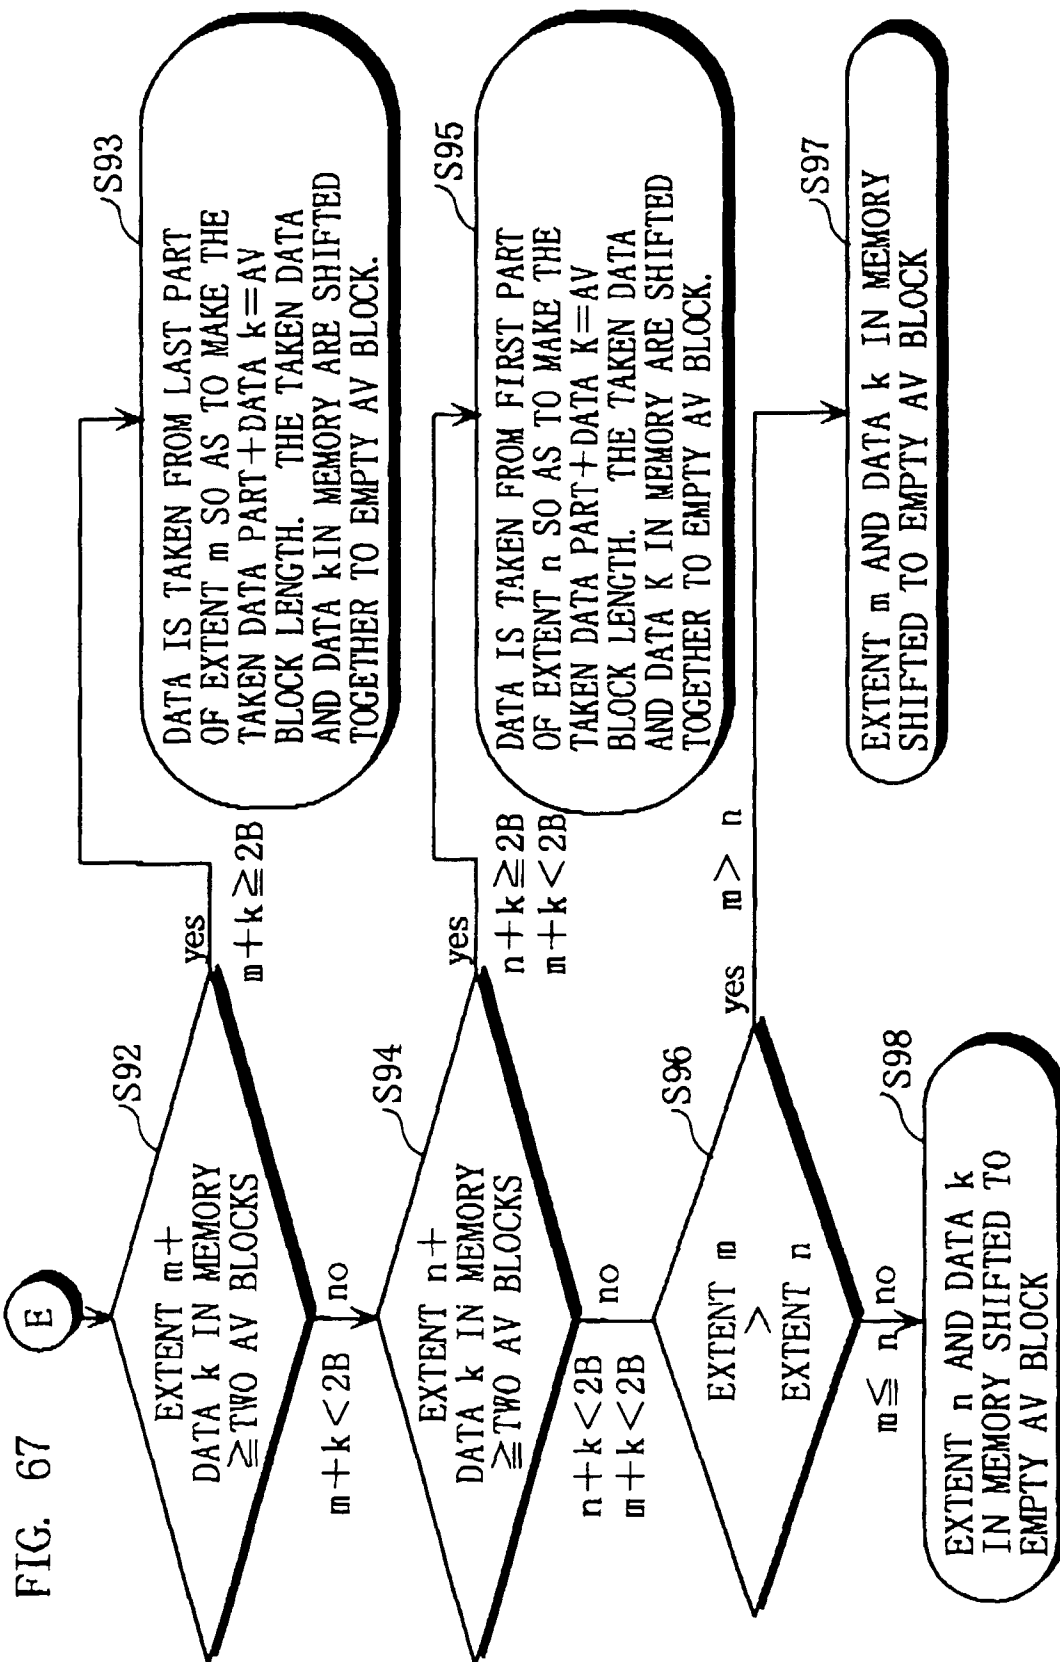 FIG. 67
E
S92
EXTENT m+
DATA k IN MEMORY
≧TWO AV BLOCKS
yes
m+k≧2B
no
m+k<2B
S93
DATA IS TAKEN FROM LAST PART
OF EXTENT m SO AS TO MAKE THE
TAKEN DATA PART+DATA k=AV
BLOCK LENGTH. THE TAKEN DATA
AND DATA kIN MEMORY ARE SHIFTED
TOGETHER TO EMPTY AV BLOCK.
S94
EXTENT n+
DATA k IN MEMORY
≧TWO AV BLOCKS
yes
n+k≧2B
m+k<2B
no
n+k<2B
m+k<2B
S95
DATA IS TAKEN FROM FIRST PART
OF EXTENT n SO AS TO MAKE THE
TAKEN DATA PART+DATA K=AV
BLOCK LENGTH. THE TAKEN DATA
AND DATA K IN MEMORY ARE SHIFTED
TOGETHER TO EMPTY AV BLOCK.
S96
EXTENT m
>
EXTENT n
yes
m> n
no
m≦ n
S97
EXTENT m AND DATA k IN MEMORY
SHIFTED TO EMPTY AV BLOCK
S98
EXTENT n AND DATA k
IN MEMORY SHIFTED TO
EMPTY AV BLOCK